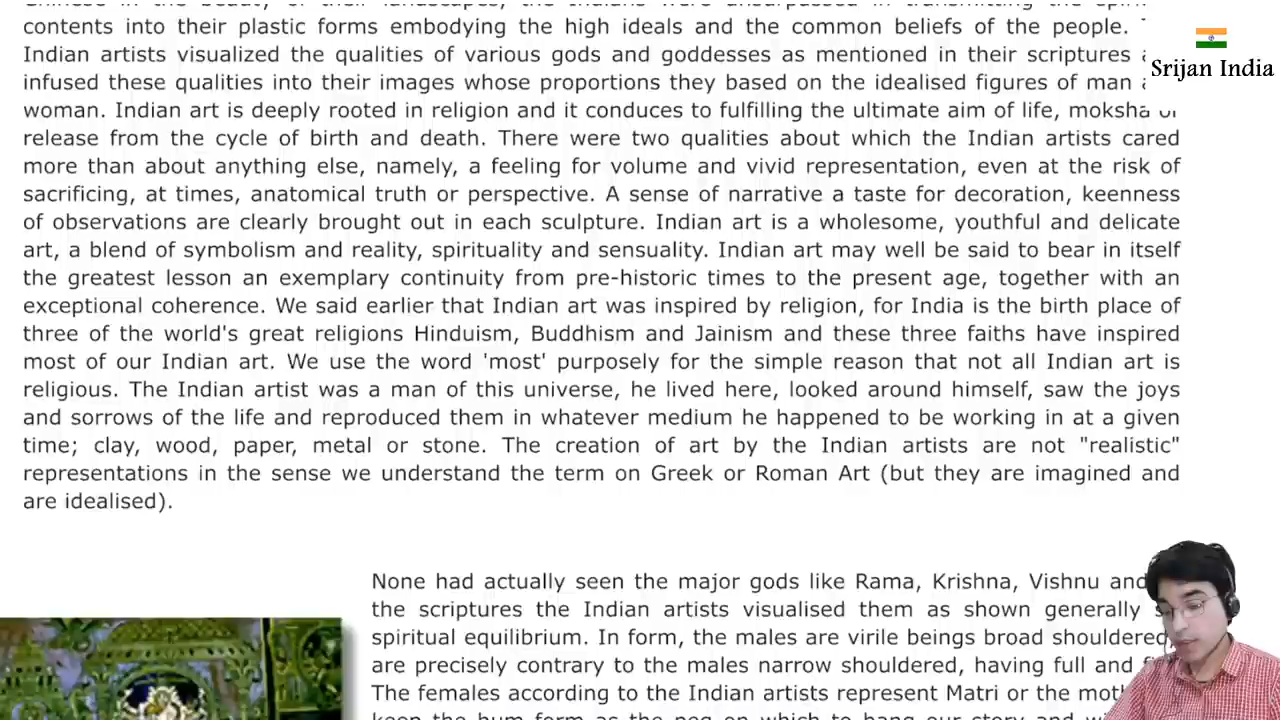 contents into their plastic forms embodying the high ideals and the common beliefs of the people.
Indian artists visualized the qualities of various gods and goddesses as mentioned in their scriptures
Srijan India
infused these qualities into their images whose proportions they based on the idealised figures of man
woman. Indian art is deeply rooted in religion and it conduces to fulfilling the ultimate aim of life, moksha or
release from the cycle of birth and death. There were two qualities about which the Indian artists cared
more than about anything else, namely, a feeling for volume and vivid representation, even at the risk of
sacrificing, at times, anatomical truth or perspective. A sense of narrative a taste for decoration, keenness
of observations are clearly brought out in each sculpture. Indian art is a wholesome, youthful and delicate
art, a blend of symbolism and reality, spirituality and sensuality. Indian art may well be said to bear in itself
the greatest lesson an exemplary continuity from pre-historic times to the present age, together with an
exceptional coherence. We said earlier that Indian art was inspired by religion, for India is the birth place of
three of the world's great religions Hinduism, Buddhism and Jainism and these three faiths have inspired
most of our Indian art. We use the word 'most' purposely for the simple reason that not all Indian art is
religious. The Indian artist was a man of this universe, he lived here, looked around himself, saw the joys
and sorrows of the life and reproduced them in whatever medium he happened to be working in at a given
time; clay, wood, paper, metal or stone. The creation of art by the Indian artists are not "realistic"
representations in the sense we understand the term on Greek or Roman Art (but they are imagined and
are idealised).
None had actually seen the major gods like Rama, Krishna, Vishnu and
the scriptures the Indian artists visualised them as shown generally
spiritual equilibrium. In form, the males are virile beings broad shouldered
are precisely contrary to the males narrow shouldered, having full and
The females according to the Indian artists represent Matri or the
keep the hum form as the peg on which to hang our story and